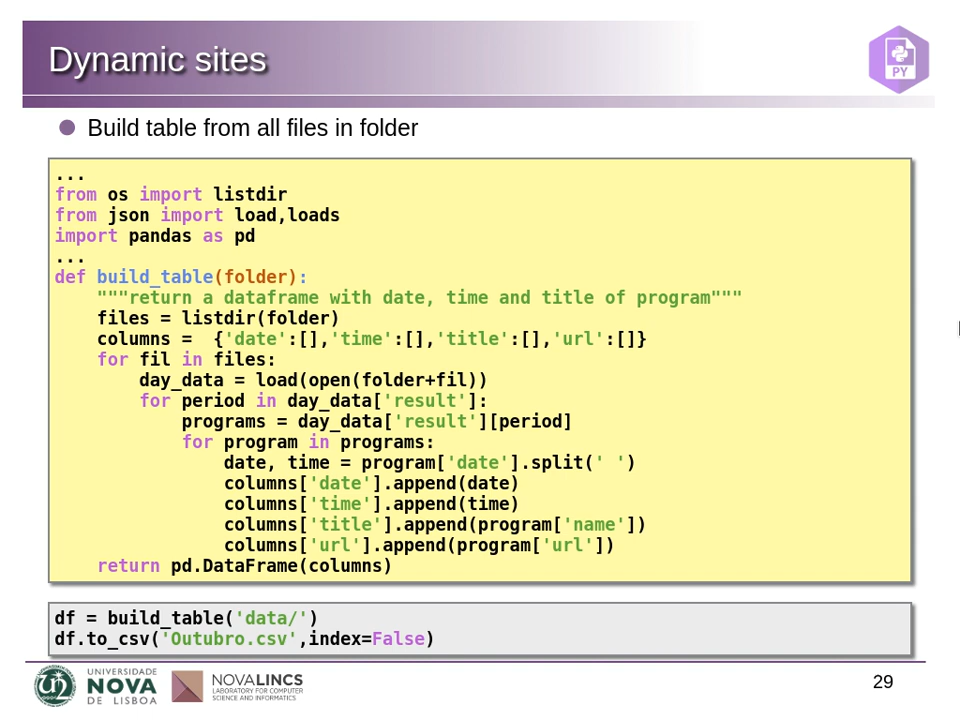 Dynamic sites
PY
Build table from all files in folder
...
from os import listdir
from json import load,loads
import pandas as pd
...
def build_table(folder):
    """return a dataframe with date, time and title of program"""
    files = listdir(folder)
    columns =  {'date':[],'time':[],'title':[],'url':[]}
    for fil in files:
        day_data = load(open(folder+fil))
        for period in day_data['result']:
            programs = day_data['result'][period]
            for program in programs:
                date, time = program['date'].split(' ')
                columns['date'].append(date)
                columns['time'].append(time)
                columns['title'].append(program['name'])
                columns['url'].append(program['url'])
    return pd.DataFrame(columns)
df = build_table('data/')
df.to_csv('Outubro.csv',index=False)
UNIVERSIDADE
NOVA
DE LISBOA
NOVALINCS
LABORATORY FOR COMPUTER
SCIENCE AND INFORMATICS
29